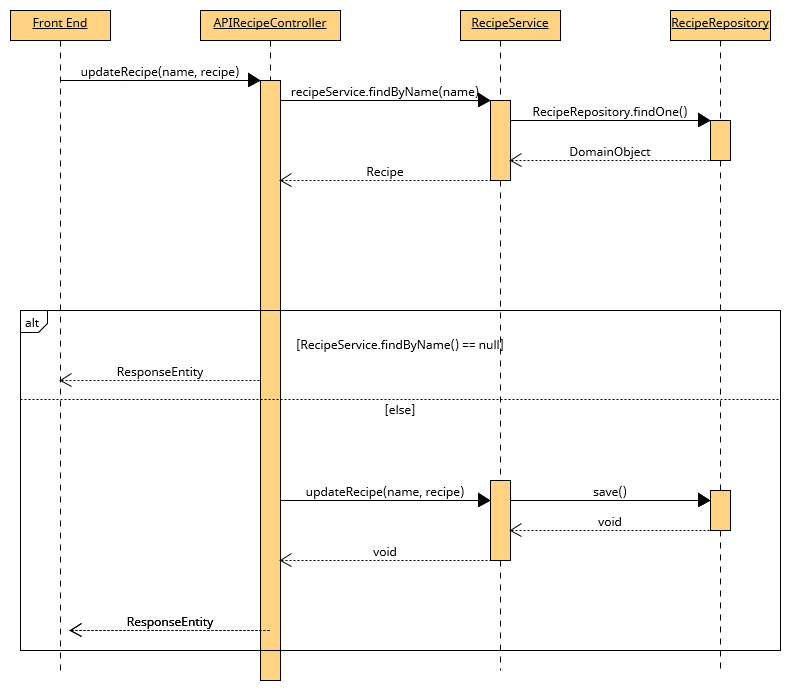 Front End
APIRecipeController
RecipeService
RecipeRepository
updateRecipe(name, recipe)
recipeService.findByName(name)
RecipeRepository.findOne()
DomainObject
Recipe
alt
[RecipeService.findByName() == null]
ResponseEntity
[else]
updateRecipe(name, recipe)
save()
void
void
ResponseEntity